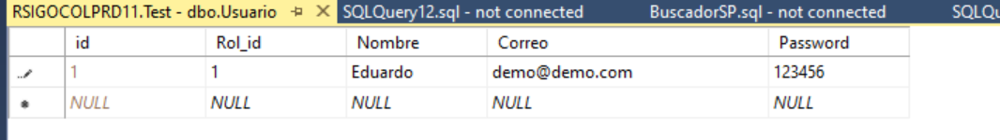 RSIGOCOLPRD11.Test - dbo.Usuario SQLQuery12.sql - not connected BuscadorSP.sql - not connected
id Rol_id Nombre Correo Password
1 1 Eduardo demo@demo.com 123456
NULL NULL NULL NULL NULL